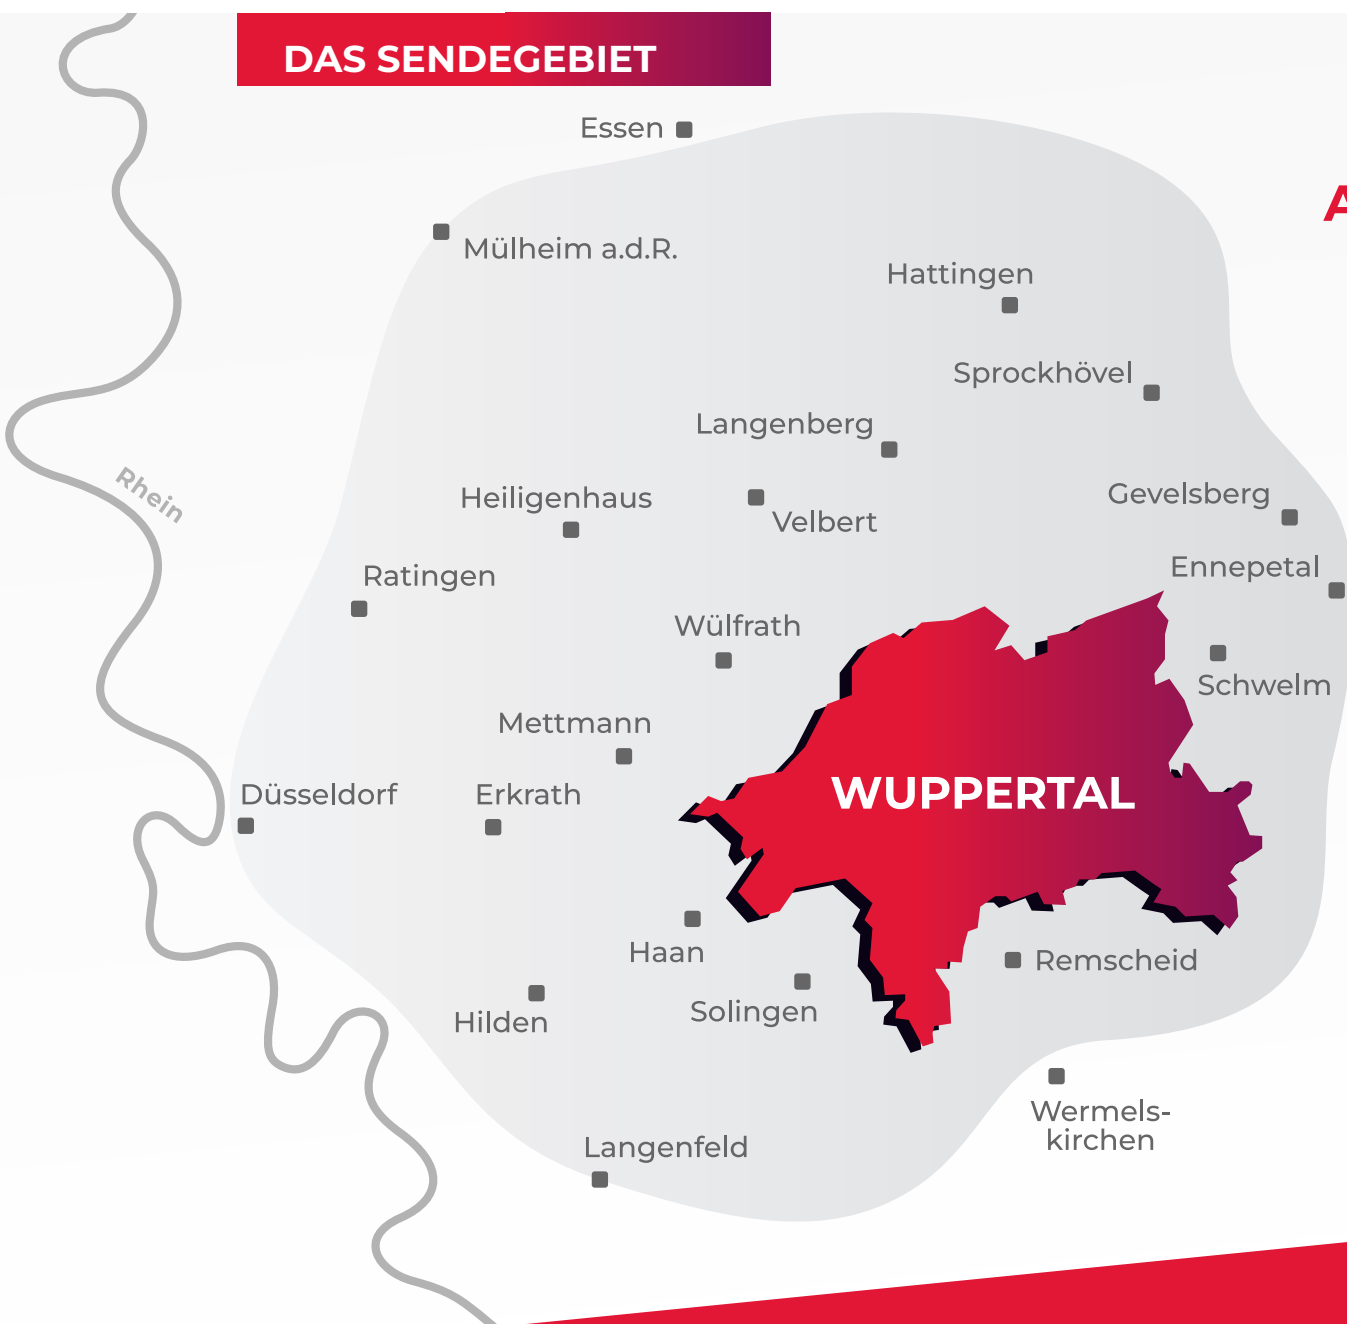 DAS SENDEGEBIET
Essen
A
Mülheim a.d.R.
Hattingen
Sprockhövel
Langenberg
Rhein
Heiligenhaus
Velbert
Gevelsberg
Ennepetal
Ratingen
Wülfrath
Schwelm
Mettmann
WUPPERTAL
Düsseldorf
Erkrath
Haan
Remscheid
Solingen
Hilden
Wermels-
kirchen
Langenfeld